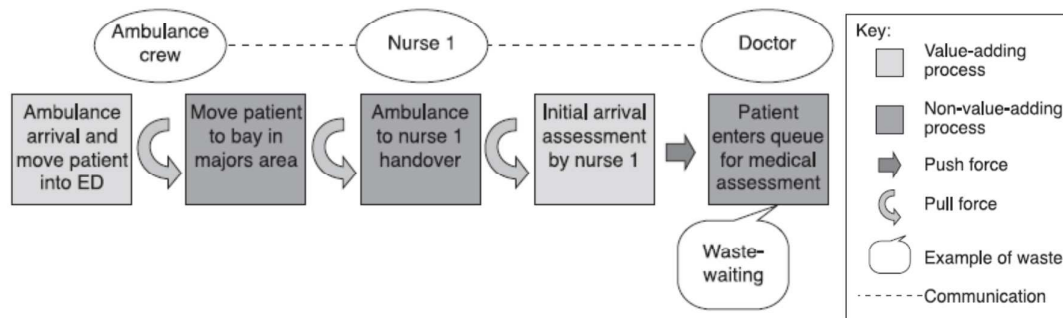 Ambulance
crew
Nurse 1
Doctor
Ambulance
arrival and
move patient
into ED
Move patient
to bay in
majors area
Ambulance
to nurse 1
handover
Initial arrival
assessment
by nurse 1
Patient
enters queue
for medical
assessment
Waste-
waiting
Key:
Value-adding
process
Non-value-adding
process
Push force
Pull force
Example of waste
Communication